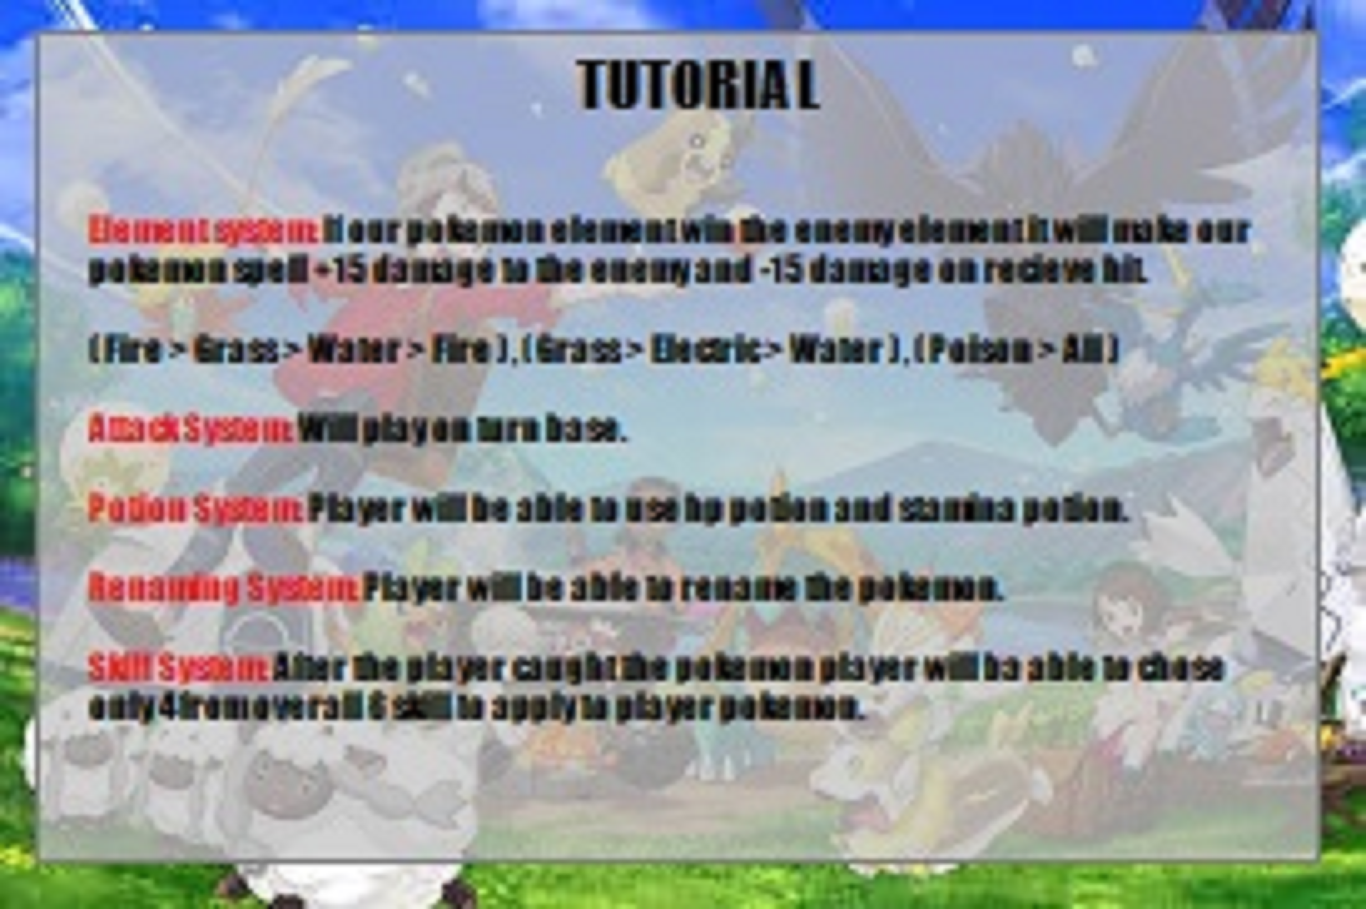 TUTORIAL
Element system: If our pokemon element win the enemy element it will make our
pokemon spell +15 damage to the enemy and -15 damage on recieve hit.
( Fire > Grass > Water > Fire ) , ( Grass > Electric > Water ) , ( Poison > All )
Attack System: Will play on turn base.
Potion System: Player will be able to use hp potion and stamina potion.
Renaming System: Player will be able to rename the pokemon.
Skill System: After the player caught the pokemon player will ba able to chose
only 4 from over all 6 skill to apply to player pokemon.